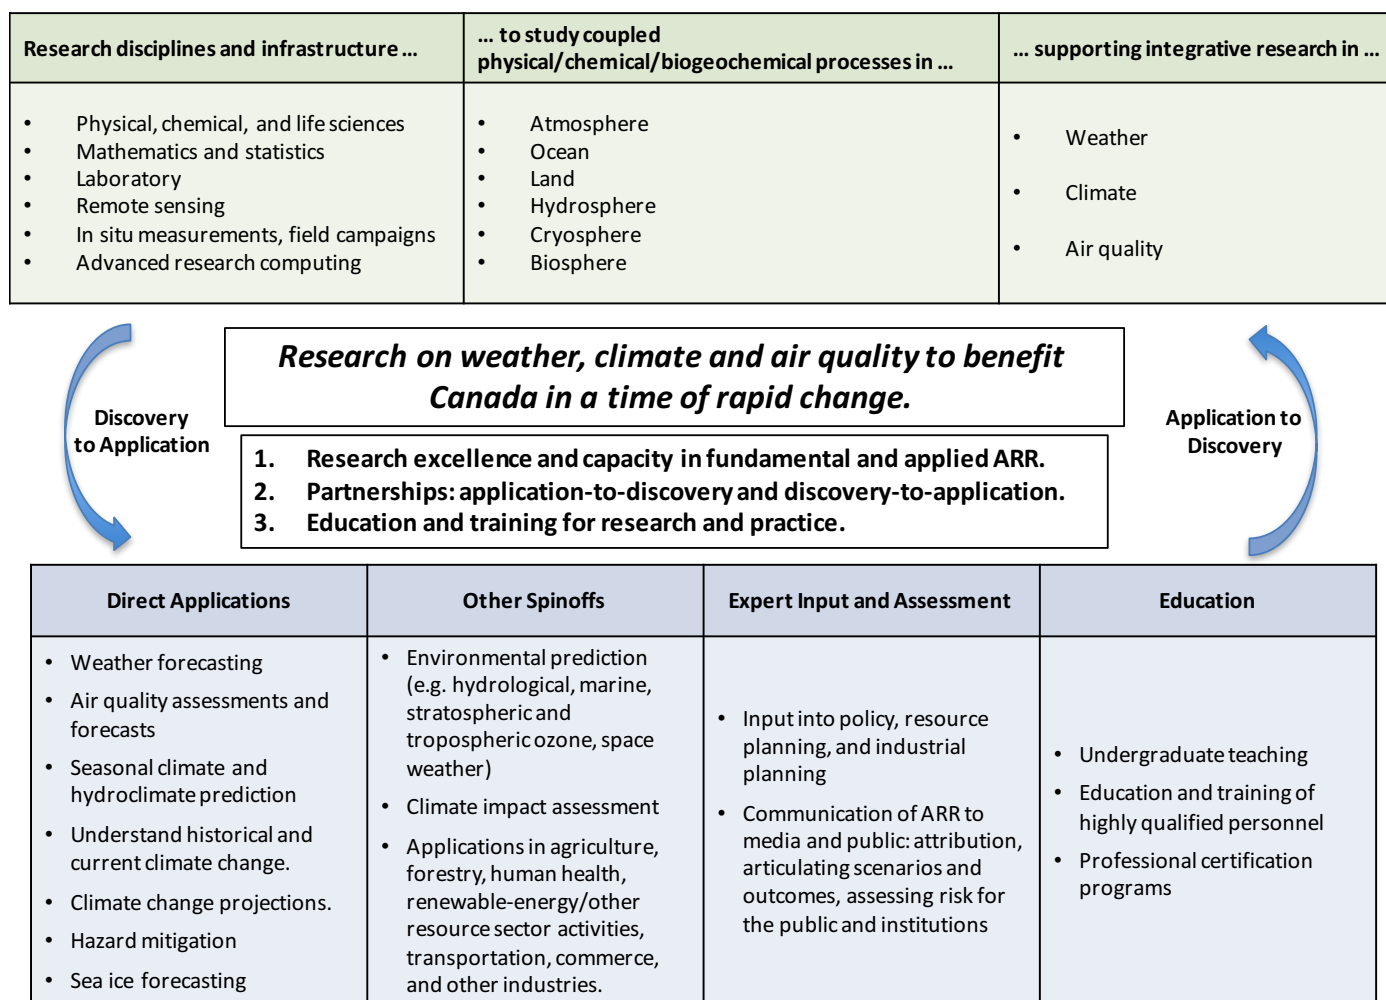 Research disciplines and infrastructure …
… to study coupled
physical/chemical/biogeochemical processes in …
… supporting integrative research in …
• Physical, chemical, and life sciences
• Mathematics and statistics
• Laboratory
• Remote sensing
• In situ measurements, field campaigns
• Advanced research computing
• Atmosphere
• Ocean
• Land
• Hydrosphere
• Cryosphere
• Biosphere
• Weather
• Climate
• Air quality
Discovery
to Application
Research on weather, climate and air quality to benefit
Canada in a time of rapid change.
1. Research excellence and capacity in fundamental and applied ARR.
2. Partnerships: application-to-discovery and discovery-to-application.
3. Education and training for research and practice.
Application to
Discovery
Direct Applications
• Weather forecasting
• Air quality assessments and
forecasts
• Seasonal climate and
hydroclimate prediction
• Understand historical and
current climate change.
• Climate change projections.
• Hazard mitigation
• Sea ice forecasting
Other Spinoffs
• Environmental prediction
(e.g. hydrological, marine,
stratospheric and
tropospheric ozone, space
weather)
• Climate impact assessment
• Applications in agriculture,
forestry, human health,
renewable-energy/other
resource sector activities,
transportation, commerce,
and other industries.
Expert Input and Assessment
• Input into policy, resource
planning, and industrial
planning
• Communication of ARR to
media and public: attribution,
articulating scenarios and
outcomes, assessing risk for
the public and institutions
Education
• Undergraduate teaching
• Education and training of
highly qualified personnel
• Professional certification
programs